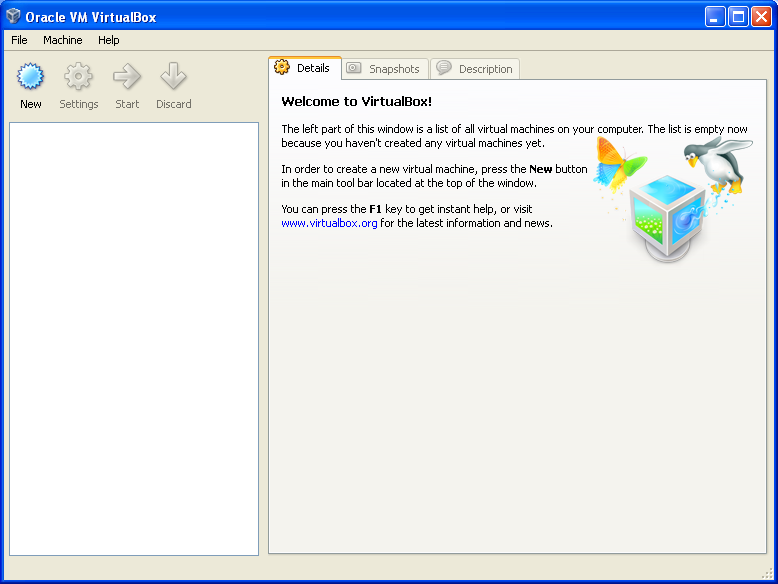 Oracle VM VirtualBox
File Machine Help
New Settings Start Discard
Details Snapshots Description
Welcome to VirtualBox!
The left part of this window is a list of all virtual machines on your computer. The list is empty now
because you haven't created any virtual machines yet.
In order to create a new virtual machine, press the New button
in the main tool bar located at the top of the window.
You can press the F1 key to get instant help, or visit
www.virtualbox.org for the latest information and news.